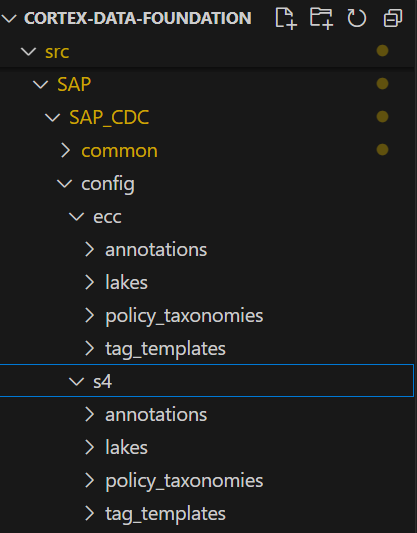 CORTEX-DATA-FOUNDATION
src
SAP
SAP_CDC
common
config
ecc
annotations
lakes
policy_taxonomies
tag_templates
s4
annotations
lakes
policy_taxonomies
tag_templates